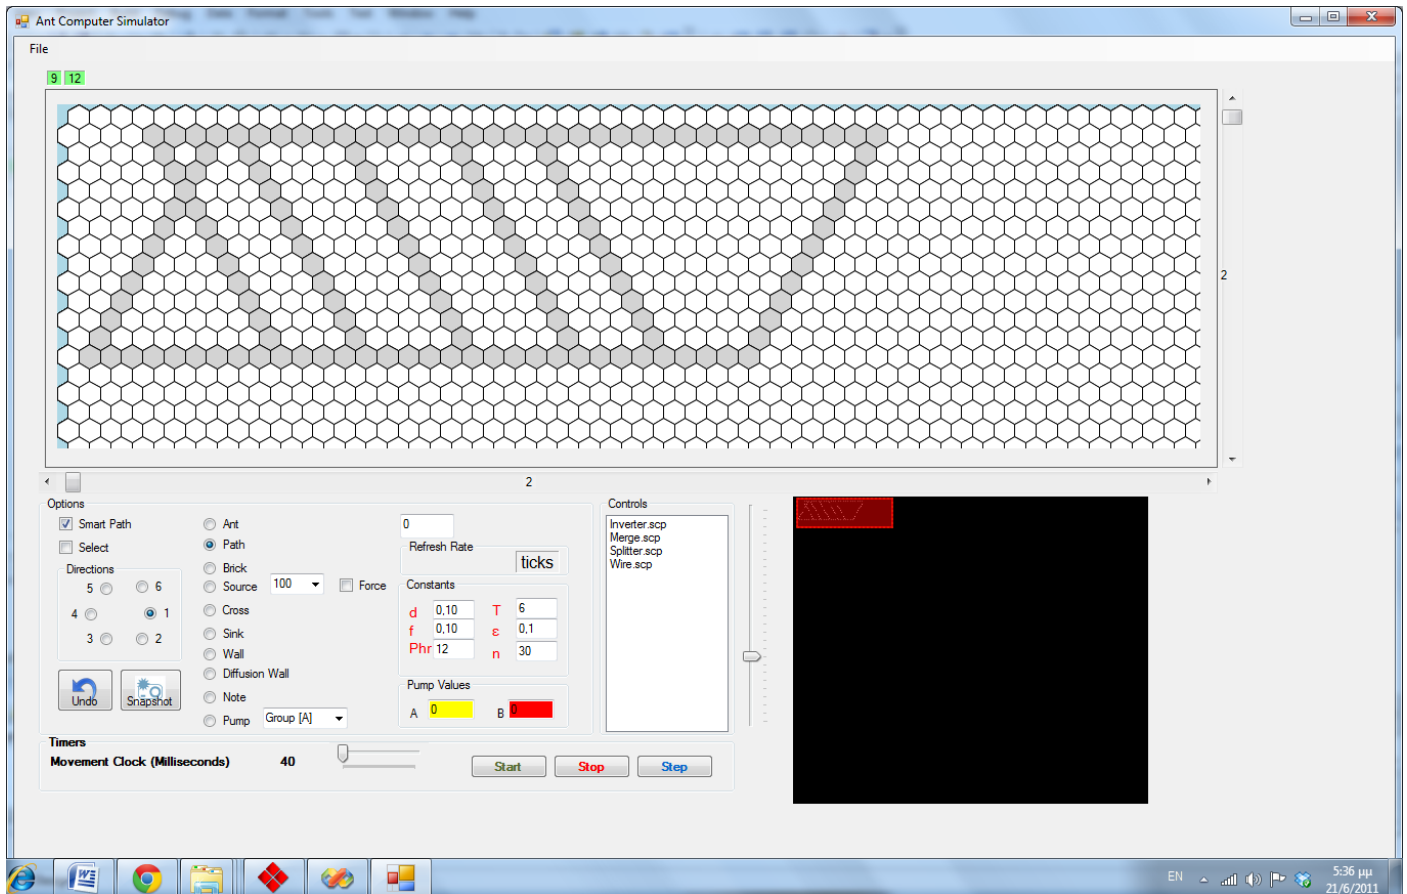 Ant Computer Simulator
File
9 12
2
2
Options
Smart Path
Select
Directions
5 6
4 1
3 2
Undo
Snapshot
Ant
Path
Brick
Source 100 Force
Cross
Sink
Wall
Diffusion Wall
Note
Pump Group [A]
0
Refresh Rate
ticks
Constants
d 0,10 T 6
f 0,10 ε 0,1
Phr 12 n 30
Pump Values
A 0 B 0
Controls
Inverter.scp
Merge.scp
Splitter.scp
Wire.scp
Timers
Movement Clock (Milliseconds) 40
Start Stop Step
EN
5:36 μμ
21/6/2011